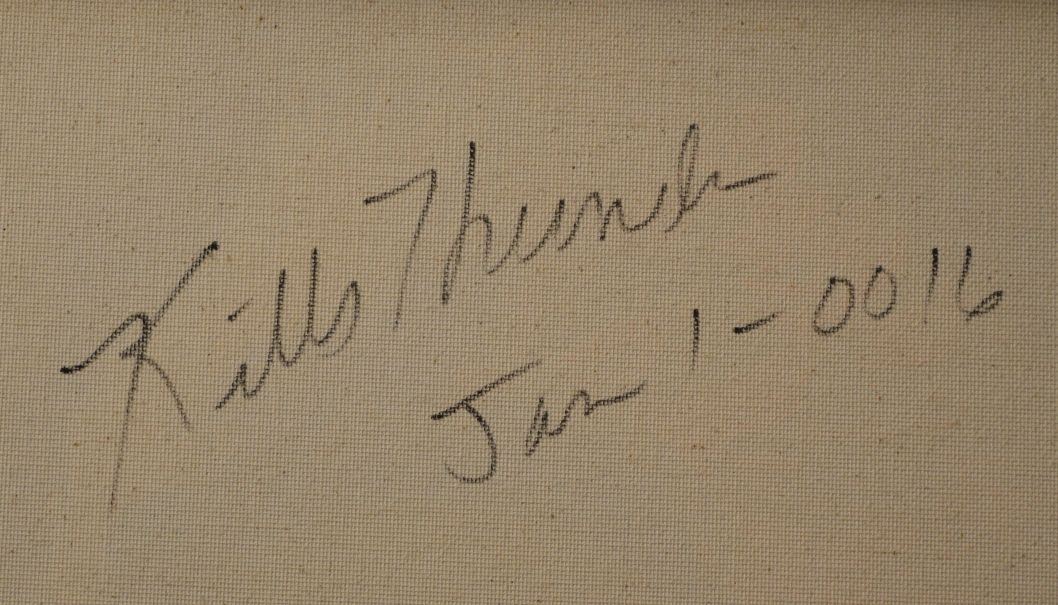 Kills Thunder
Jan 1-0016